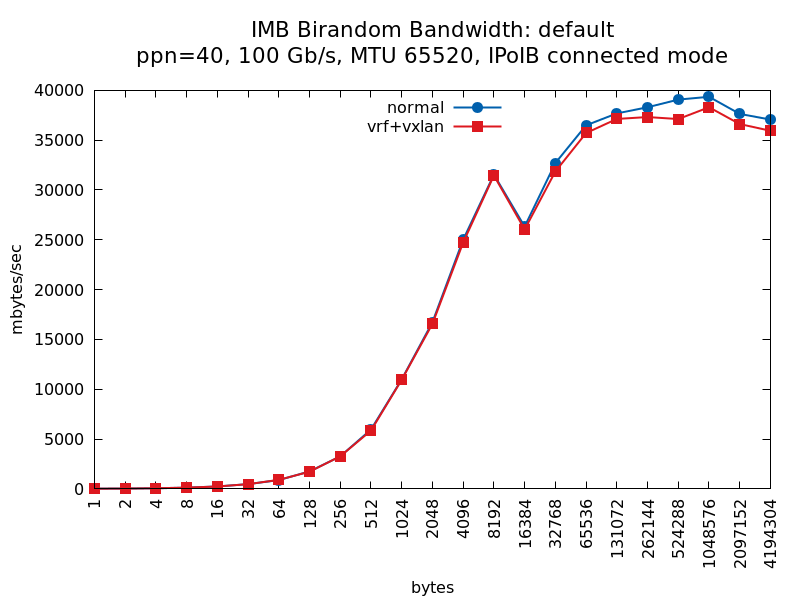 IMB Birandom Bandwidth: default
ppn=40, 100 Gb/s, MTU 65520, IPoIB connected mode
normal
vrf+vxlan
40000
35000
30000
25000
20000
15000
10000
5000
0
mbytes/sec
1 2 4 8 16 32 64 128 256 512 1024 2048 4096 8192 16384 32768 65536 131072 262144 524288 1048576 2097152 4194304
bytes